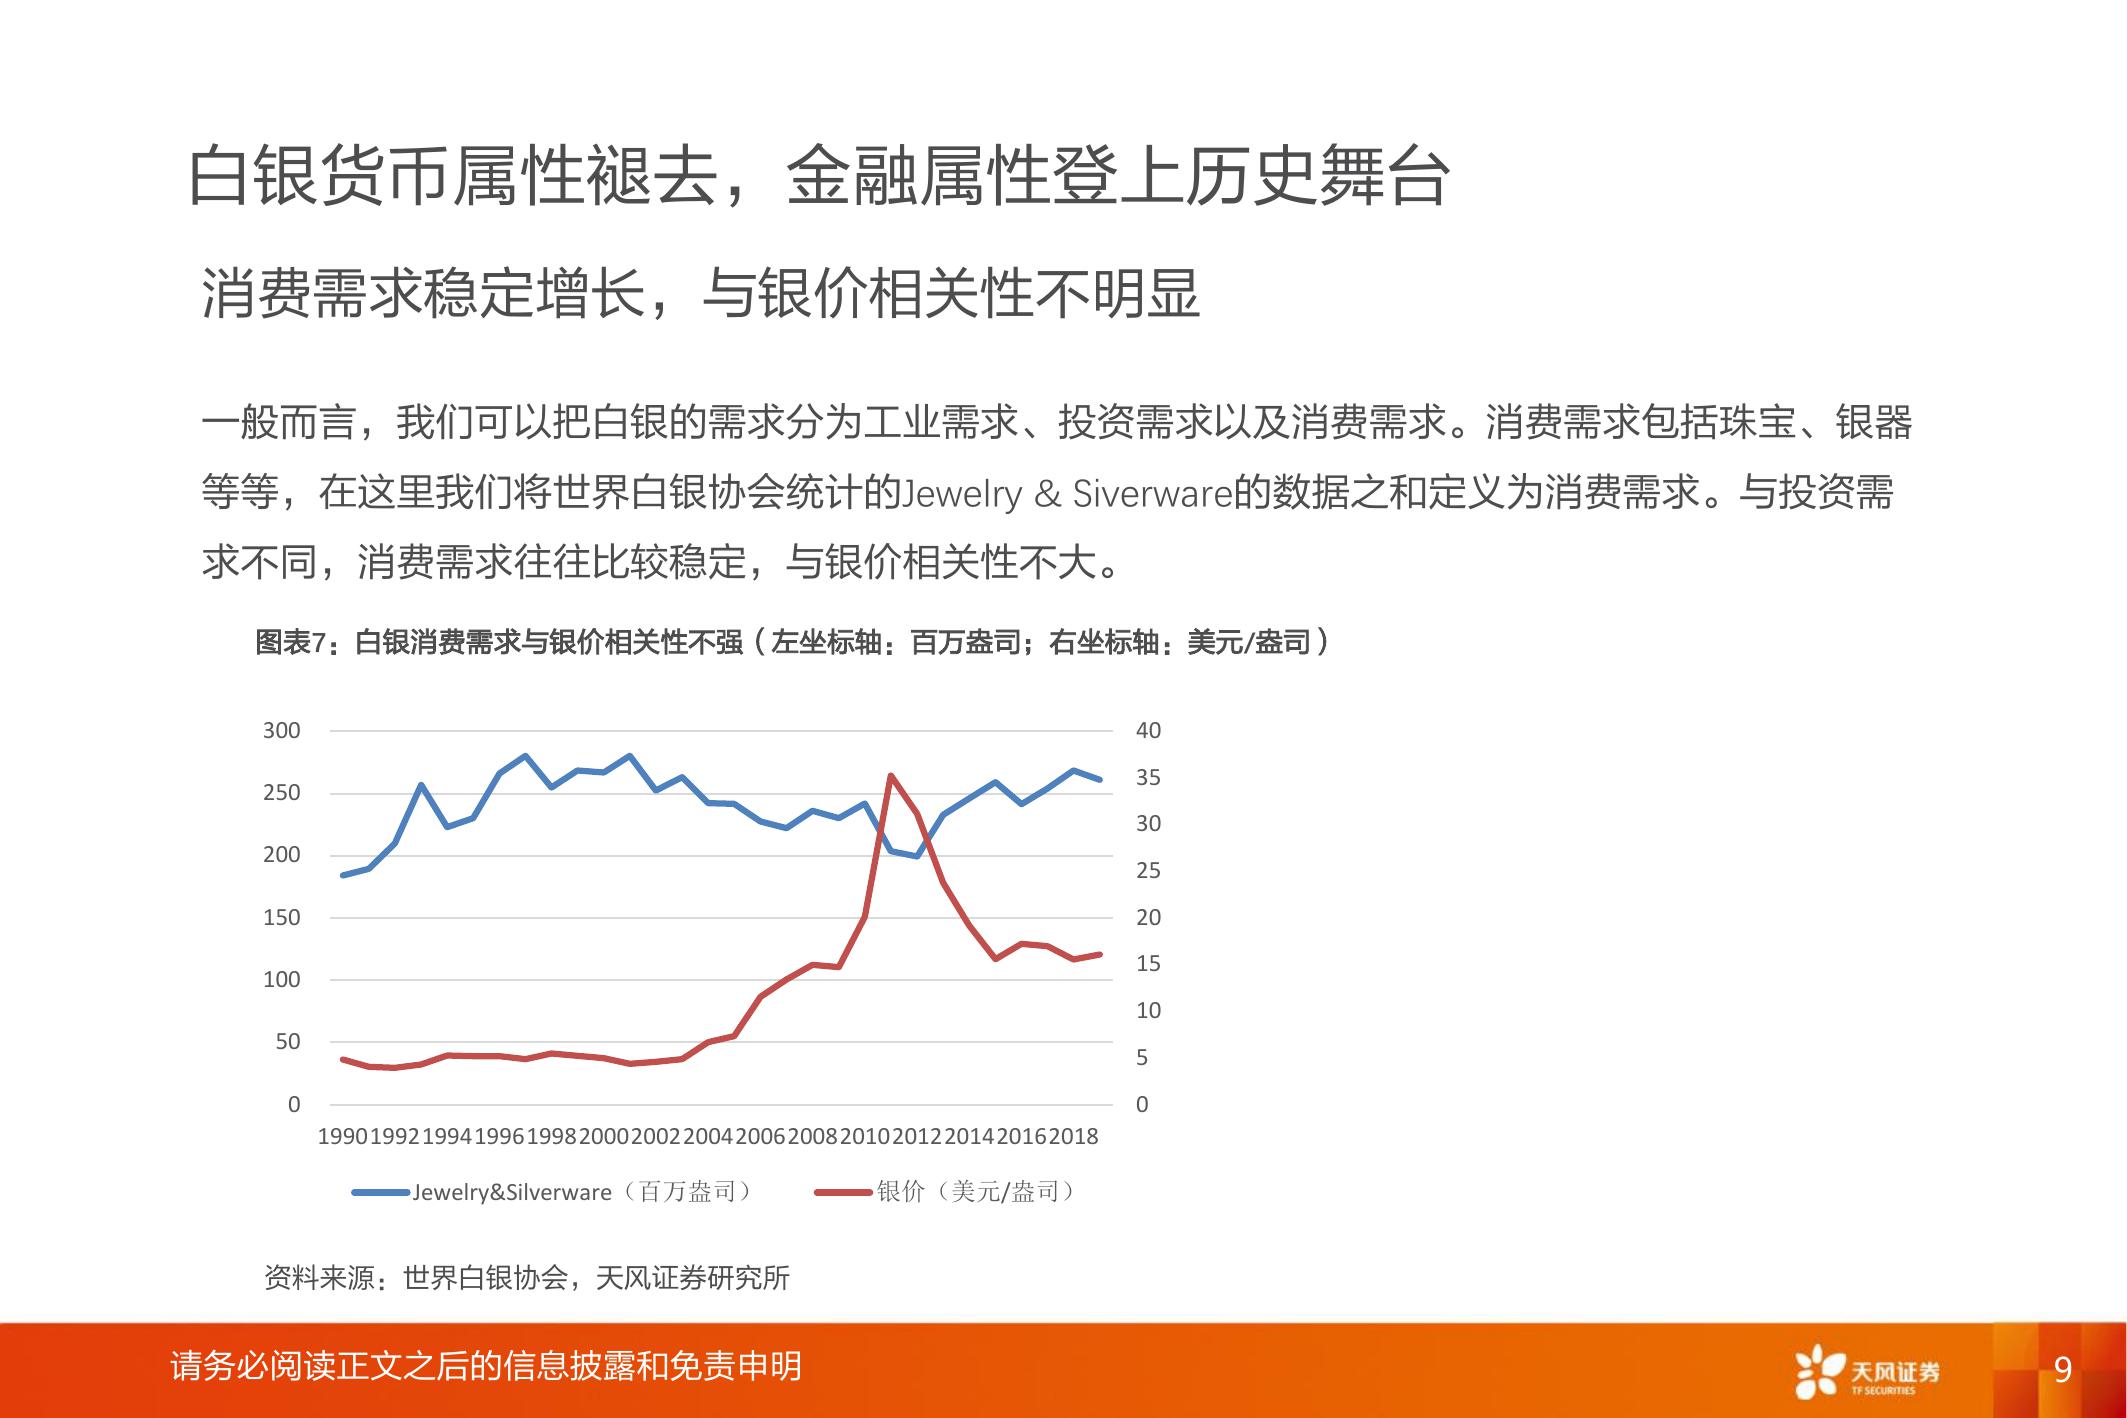 白银货币属性褪去，金融属性登上历史舞台
消费需求稳定增长，与银价相关性不明显
一般而言，我们可以把白银的需求分为工业需求、投资需求以及消费需求。消费需求包括珠宝、银器
等等，在这里我们将世界白银协会统计的Jewelry & Siverware的数据之和定义为消费需求。与投资需
求不同，消费需求往往比较稳定，与银价相关性不大。
图表7：白银消费需求与银价相关性不强（左坐标轴：百万盎司；右坐标轴：美元/盎司）
300 40
35
250
30
200
25
150 20
15
100
10
50
5
0 0
1990 1992 1994 1996 1998 2000 2002 2004 2006 2008 2010 2012 2014 2016 2018
Jewelry&Silverware（百万盎司） 银价（美元/盎司）
资料来源：世界白银协会，天风证券研究所
请务必阅读正文之后的信息披露和免责申明
天风证券
TF SECURITIES
9